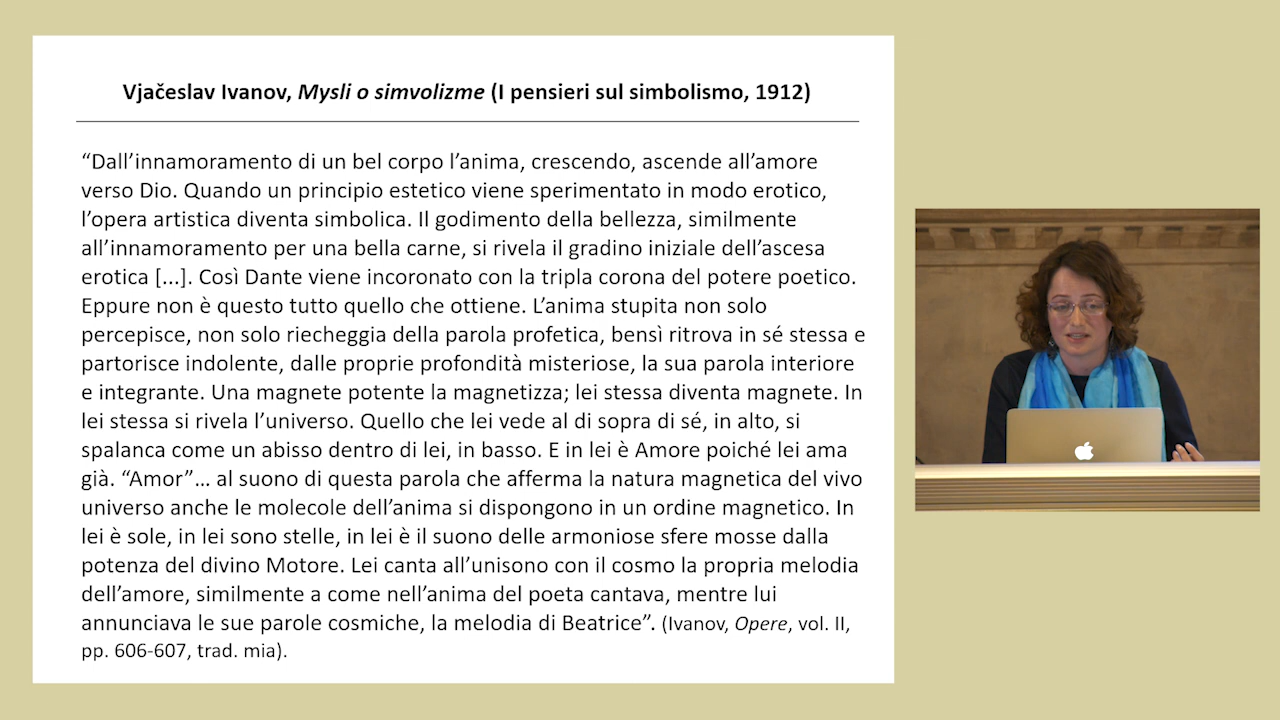 Vjačeslav Ivanov, Mysli o simvolizme (I pensieri sul simbolismo, 1912)
“Dall’innamoramento di un bel corpo l’anima, crescendo, ascende all’amore
verso Dio. Quando un principio estetico viene sperimentato in modo erotico,
l’opera artistica diventa simbolica. Il godimento della bellezza, similmente
all’innamoramento per una bella carne, si rivela il gradino iniziale dell’ascesa
erotica [...]. Così Dante viene incoronato con la tripla corona del potere poetico.
Eppure non è questo tutto quello che ottiene. L’anima stupita non solo
percepisce, non solo riecheggia della parola profetica, bensì ritrova in sé stessa e
partorisce indolente, dalle proprie profondità misteriose, la sua parola interiore
e integrante. Una magnete potente la magnetizza; lei stessa diventa magnete. In
lei stessa si rivela l’universo. Quello che lei vede al di sopra di sé, in alto, si
spalanca come un abisso dentro di lei, in basso. E in lei è Amore poiché lei ama
già. “Amor”... al suono di questa parola che afferma la natura magnetica del vivo
universo anche le molecole dell’anima si dispongono in un ordine magnetico. In
lei è sole, in lei sono stelle, in lei è il suono delle armoniose sfere mosse dalla
potenza del divino Motore. Lei canta all’unisono con il cosmo la propria melodia
dell’amore, similmente a come nell’anima del poeta cantava, mentre lui
annunciava le sue parole cosmiche, la melodia di Beatrice”. (Ivanov, Opere, vol. II,
pp. 606-607, trad. mia).